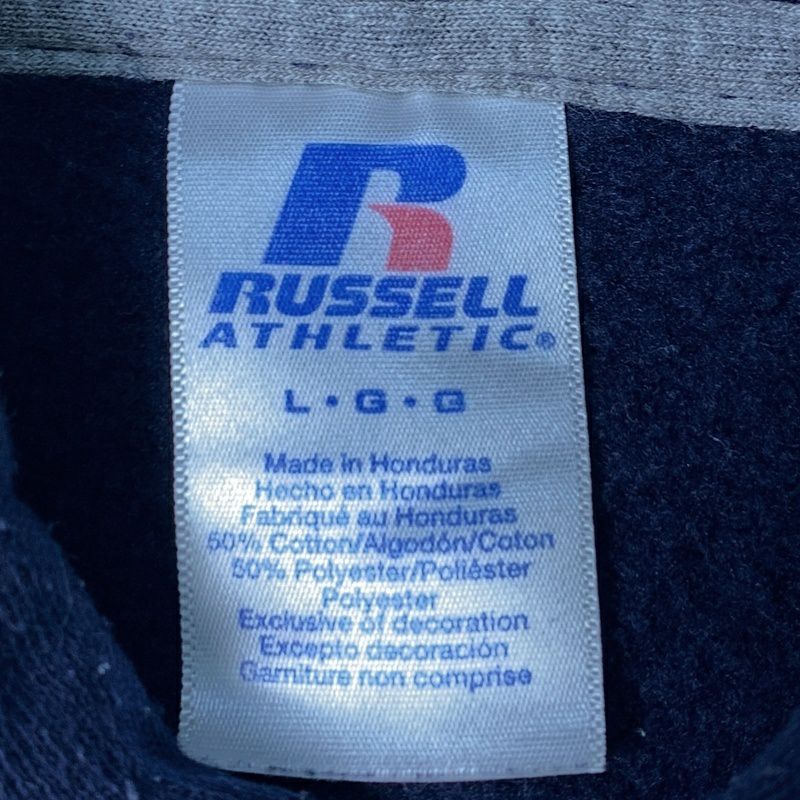 R
RUSSELL
ATHLETIC®
L • G • G
Made in Honduras
Hecho en Honduras
Fabriqué au Honduras
50% Cotton/Algodón/Coton
50% Polyester/Poliéster
Polyester
Exclusive of decoration
Excepto decoración
Garniture non comprise